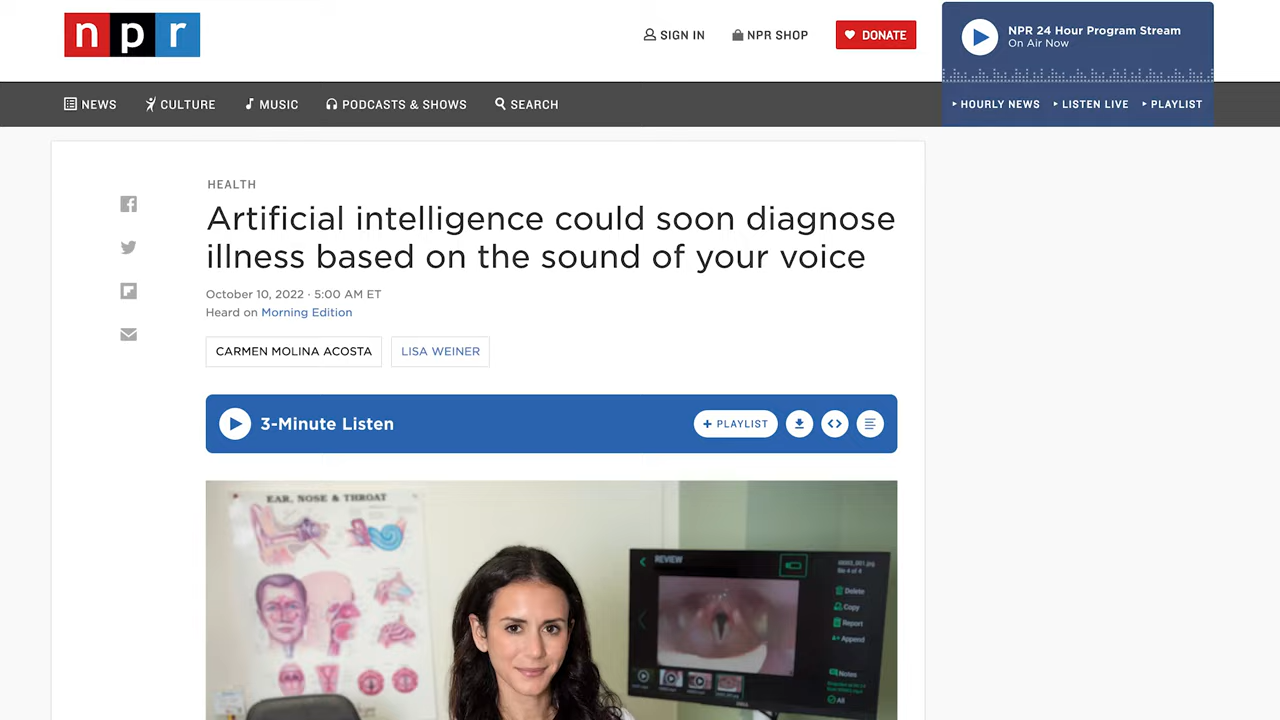 npr
SIGN IN
NPR SHOP
DONATE
NPR 24 Hour Program Stream
On Air Now
NEWS
CULTURE
MUSIC
PODCASTS & SHOWS
SEARCH
HOURLY NEWS
LISTEN LIVE
PLAYLIST
HEALTH
Artificial intelligence could soon diagnose
illness based on the sound of your voice
October 10, 2022 · 5:00 AM ET
Heard on Morning Edition
CARMEN MOLINA ACOSTA
LISA WEINER
3-Minute Listen
+ PLAYLIST
EAR, NOSE & THROAT
REVIEW
Delete
Copy
Report
Append
Notes
All